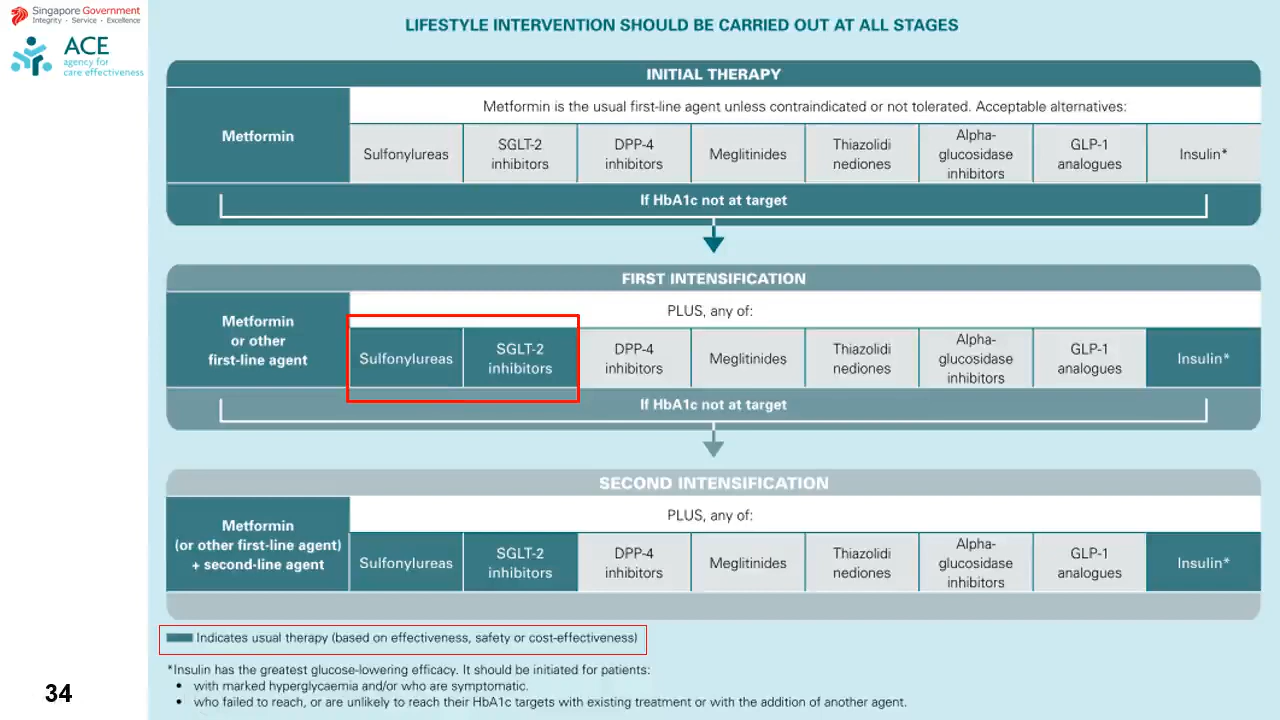 Singapore Government
Integrity · Service · Excellence
ACE
agency for
care effectiveness
LIFESTYLE INTERVENTION SHOULD BE CARRIED OUT AT ALL STAGES
INITIAL THERAPY
Metformin
Metformin is the usual first-line agent unless contraindicated or not tolerated. Acceptable alternatives:
Sulfonylureas
SGLT-2
inhibitors
DPP-4
inhibitors
Meglitinides
Thiazolidi
nediones
Alpha-
glucosidase
inhibitors
GLP-1
analogues
Insulin*
If HbA1c not at target
FIRST INTENSIFICATION
Metformin
or other
first-line agent
PLUS, any of:
Sulfonylureas
SGLT-2
inhibitors
DPP-4
inhibitors
Meglitinides
Thiazolidi
nediones
Alpha-
glucosidase
inhibitors
GLP-1
analogues
Insulin*
If HbA1c not at target
SECOND INTENSIFICATION
Metformin
(or other first-line agent)
+ second-line agent
PLUS, any of:
Sulfonylureas
SGLT-2
inhibitors
DPP-4
inhibitors
Meglitinides
Thiazolidi
nediones
Alpha-
glucosidase
inhibitors
GLP-1
analogues
Insulin*
Indicates usual therapy (based on effectiveness, safety or cost-effectiveness)
*Insulin has the greatest glucose-lowering efficacy. It should be initiated for patients:
• with marked hyperglycaemia and/or who are symptomatic.
• who failed to reach, or are unlikely to reach their HbA1c targets with existing treatment or with the addition of another agent.
34